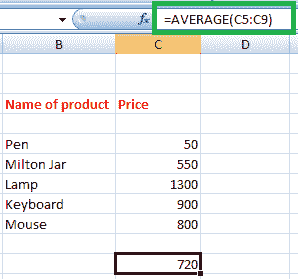 fx =AVERAGE(C5:C9)
B C D
Name of product Price
Pen 50
Milton Jar 550
Lamp 1300
Keyboard 900
Mouse 800
720